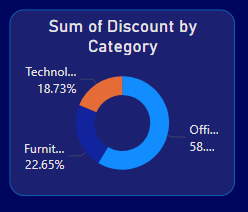 Sum of Discount by
Category
Technol...
18.73%
Furnit...
22.65%
Offi...
58....